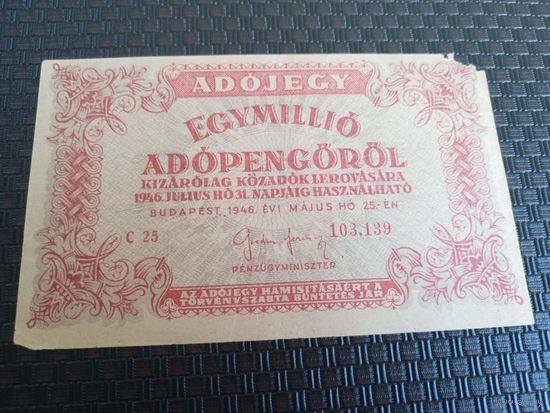 ADÓJEGY
EGYMILLIÓ
ADÓPENGŐRŐL
KIZÁRÓLAG KÖZADÓK LEROVÁSÁRA
1946. JULIUS HÓ 31. NAPJÁIG HASZNÁLHATÓ
BUDAPEST, 1946. ÉVI MÁJUS HÓ 25-ÉN
C 25 103.139
PÉNZÜGYMINISZTER
AZ ADÓJEGY HAMISITÁSÁÉRT A
TÖRVÉNYSZABTA BÜNTETÉS JÁR